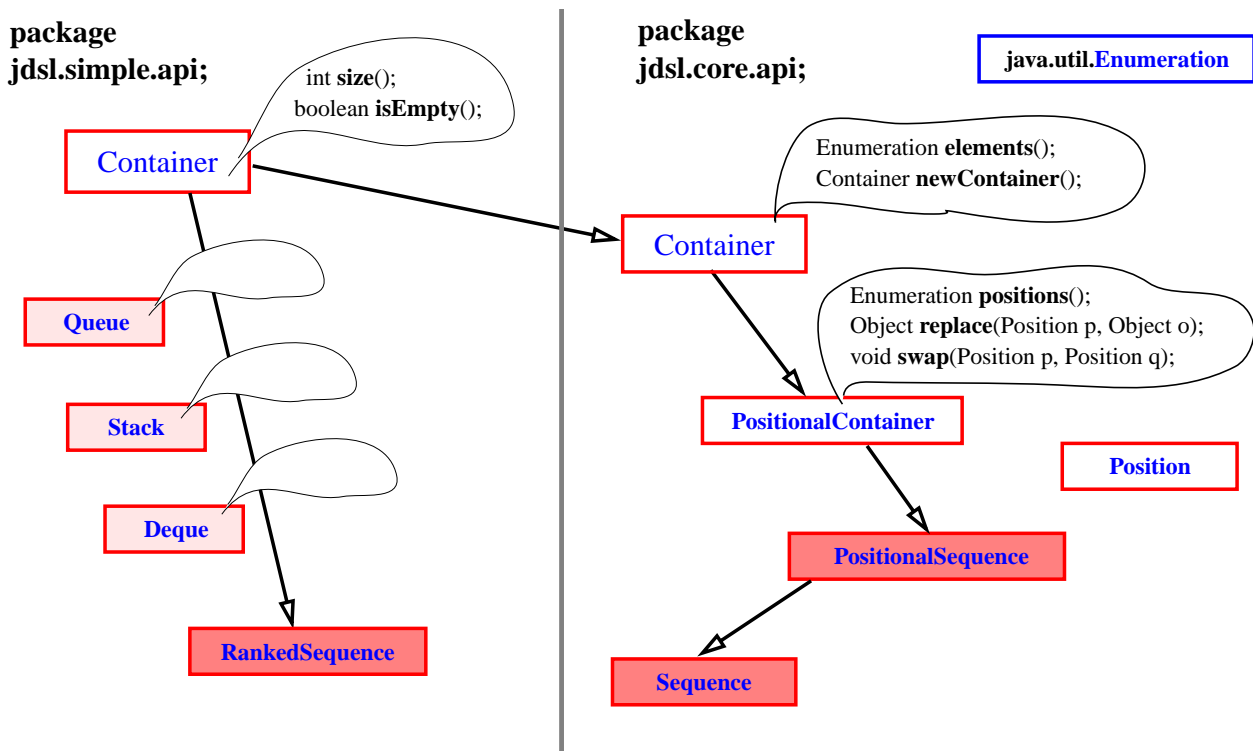 package
jdsl.simple.api;
int size();
boolean isEmpty();
Container
Queue
Stack
Deque
RankedSequence
package
jdsl.core.api;
java.util.Enumeration
Enumeration elements();
Container newContainer();
Container
Enumeration positions();
Object replace(Position p, Object o);
void swap(Position p, Position q);
PositionalContainer
Position
PositionalSequence
Sequence